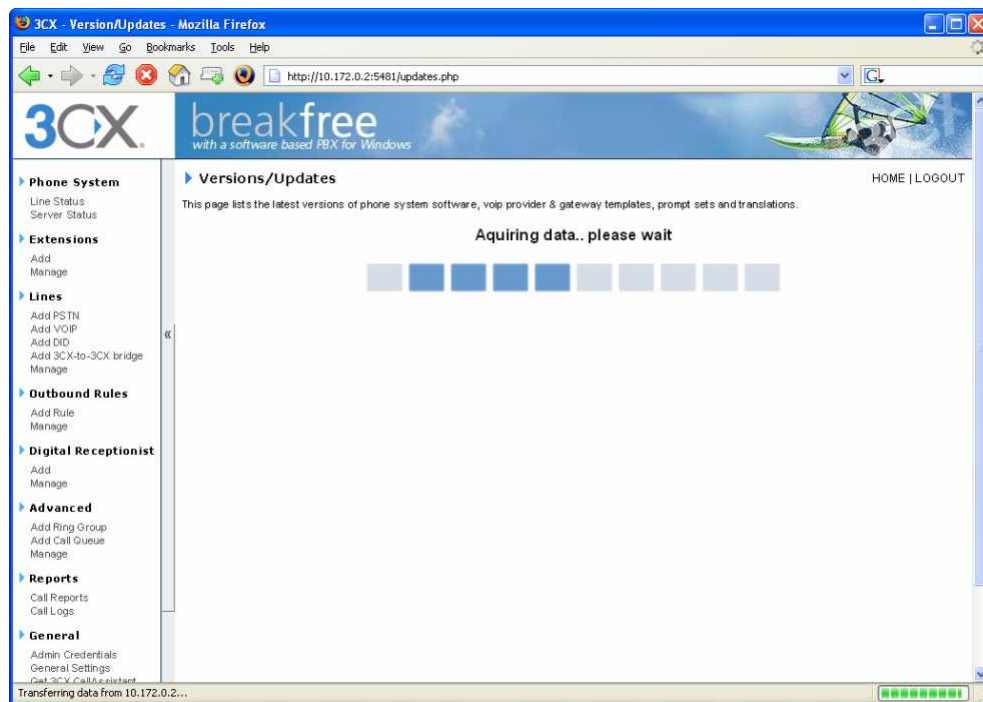 3CX - Version/Updates - Mozilla Firefox
File Edit View Go Bookmarks Tools Help
http://10.172.0.2:5481/updates.php
G
3CX.
breakfree
with a software based PBX for Windows
Versions/Updates
HOME | LOGOUT
This page lists the latest versions of phone system software, voip provider & gateway templates, prompt sets and translations.
Aquiring data.. please wait
Phone System
Line Status
Server Status
Extensions
Add
Manage
Lines
Add PSTN
Add VOIP
Add DID
Add 3CX-to-3CX bridge
Manage
Outbound Rules
Add Rule
Manage
Digital Receptionist
Add
Manage
Advanced
Add Ring Group
Add Call Queue
Manage
Reports
Call Reports
Call Logs
General
Admin Credentials
General Settings
Get 3CX CallAssistant
«
Transferring data from 10.172.0.2...